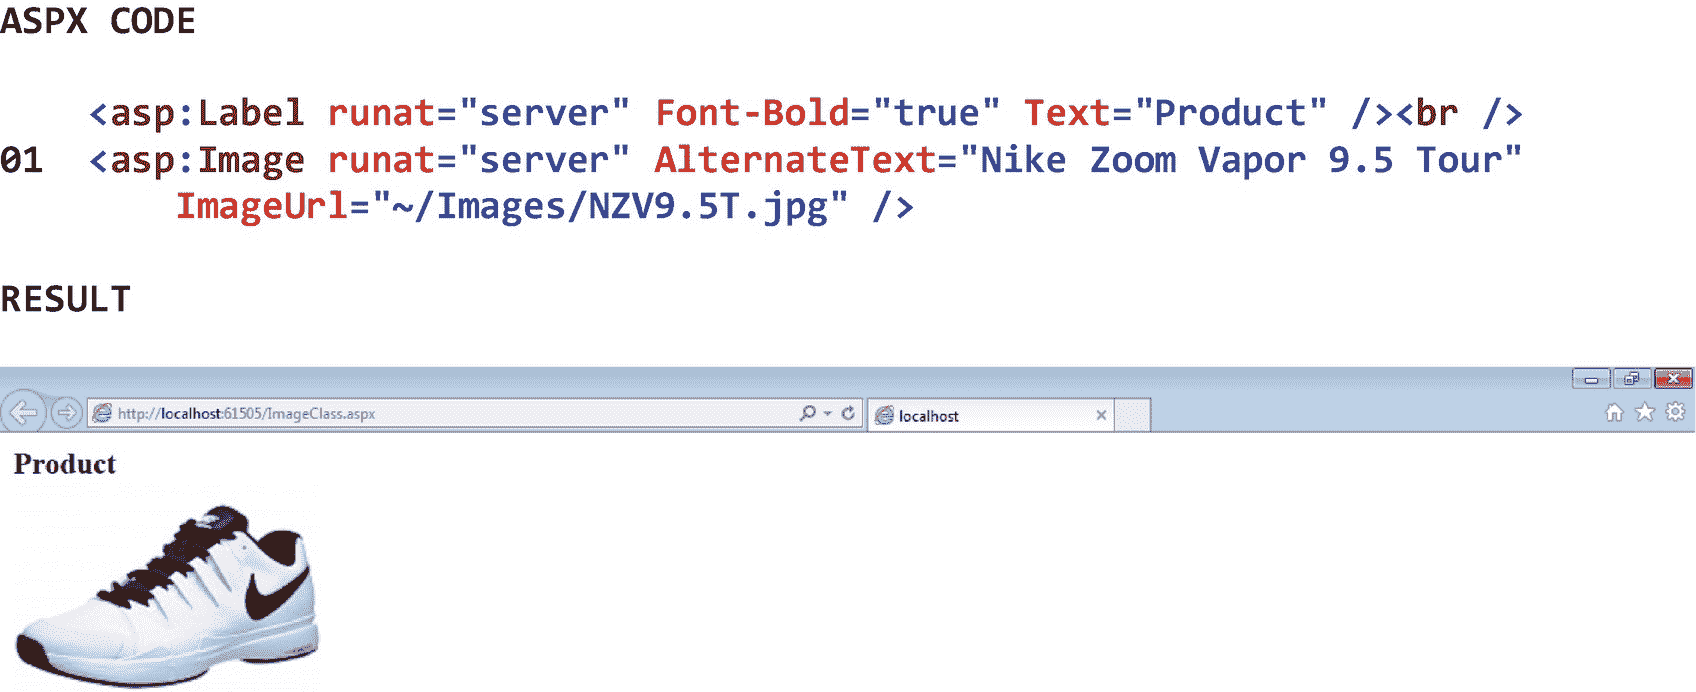 ASPX CODE
<asp:Label runat="server" Font-Bold="true" Text="Product" /><br />
01 <asp:Image runat="server" AlternateText="Nike Zoom Vapor 9.5 Tour"
ImageUrl="~/Images/NZV9.5T.jpg" />
RESULT
http://localhost:61505/ImageClass.aspx
localhost
Product